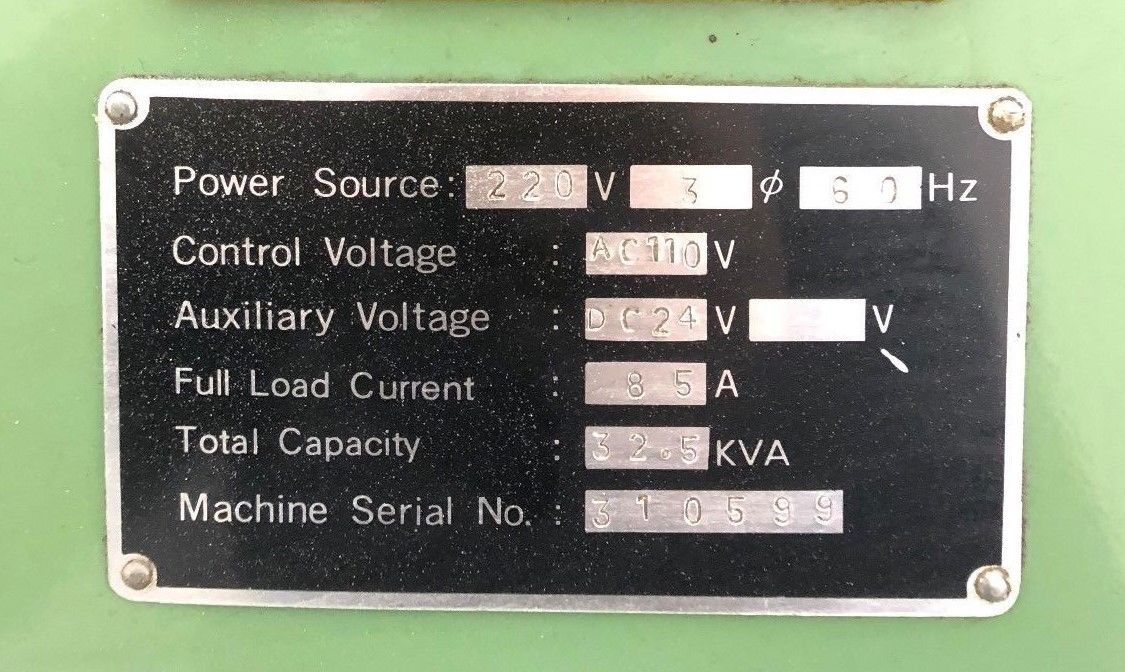 Power Source: 220 V 3 φ 60 Hz
Control Voltage : AC110 V
Auxiliary Voltage : DC24 V V
Full Load Current : 85 A
Total Capacity : 32.5 KVA
Machine Serial No. : 310599